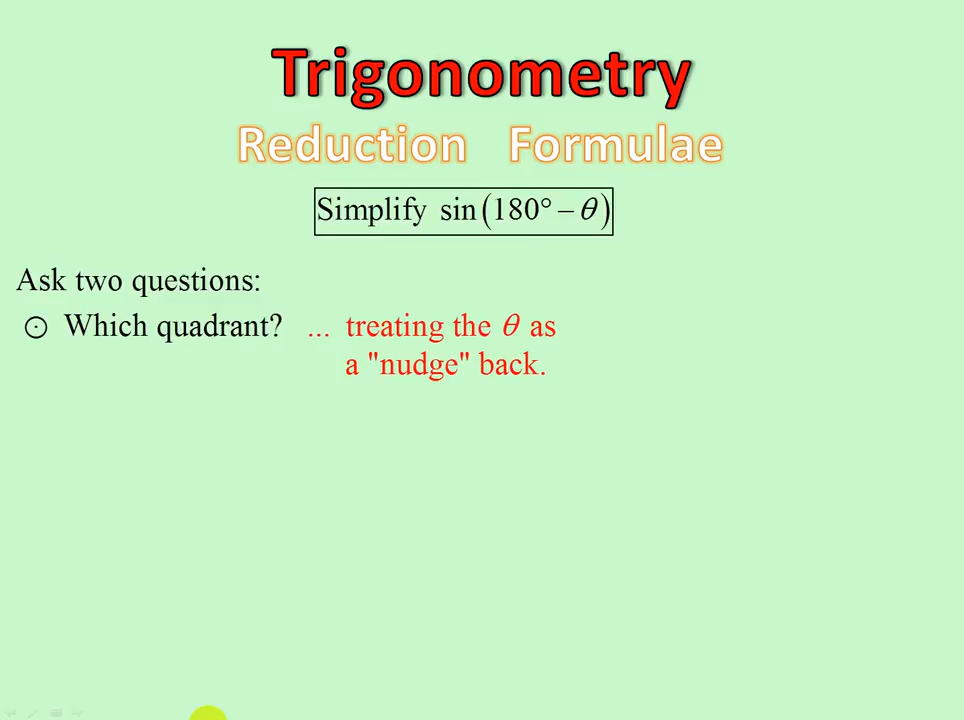 Trigonometry
Reduction Formulae
Simplify sin(180° – θ)
Ask two questions:
⊙ Which quadrant? ... treating the θ as
a "nudge" back.